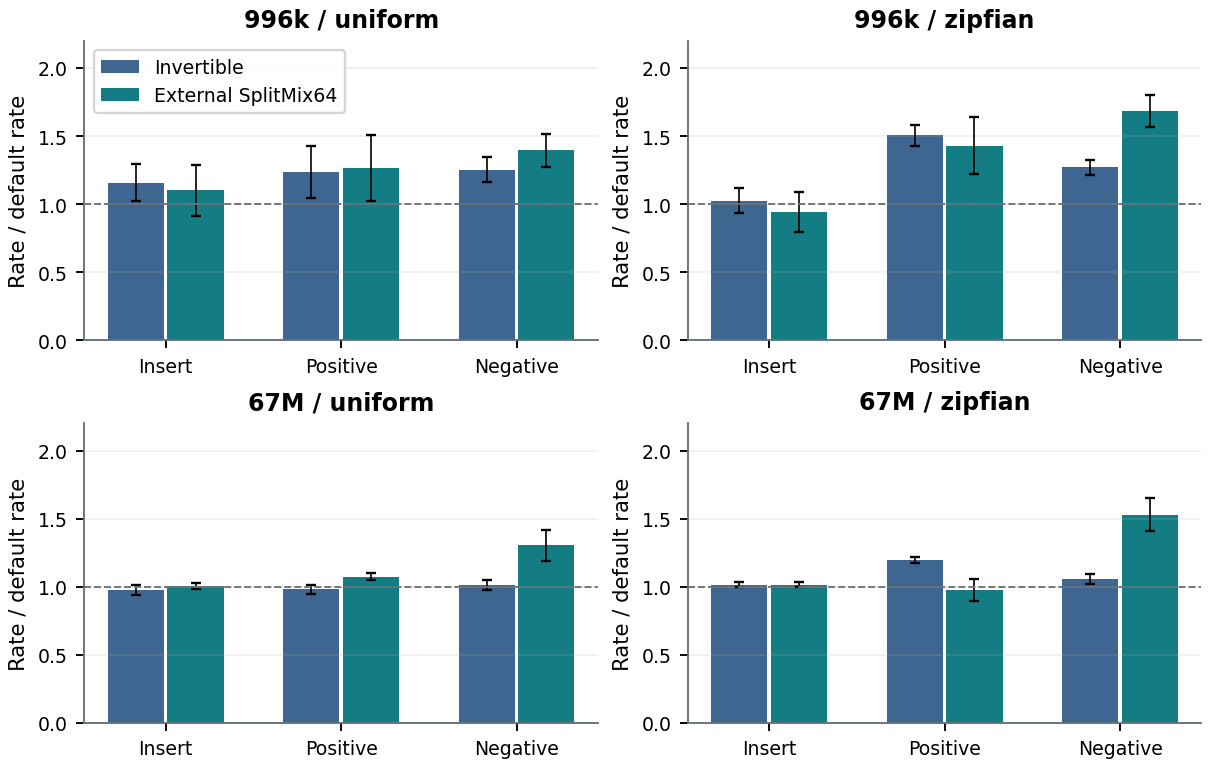 996k / uniform
Rate / default rate
2.0
1.5
1.0
0.5
0.0
Invertible
External SplitMix64
Insert Positive Negative
996k / zipfian
Rate / default rate
2.0
1.5
1.0
0.5
0.0
Insert Positive Negative
67M / uniform
Rate / default rate
2.0
1.5
1.0
0.5
0.0
Insert Positive Negative
67M / zipfian
Rate / default rate
2.0
1.5
1.0
0.5
0.0
Insert Positive Negative